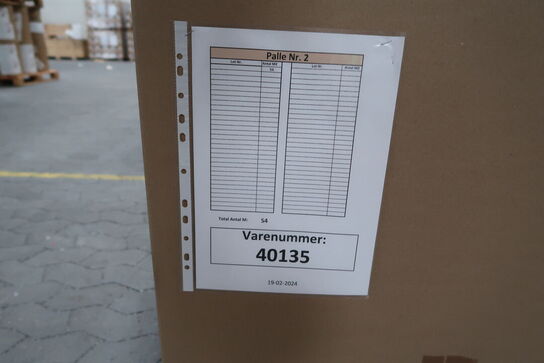 Palle Nr. 2
Lot Nr. Antal M2 Lot Nr. Antal M2
54
Total Antal M: 54
Varenummer:
40135
19-02-2024